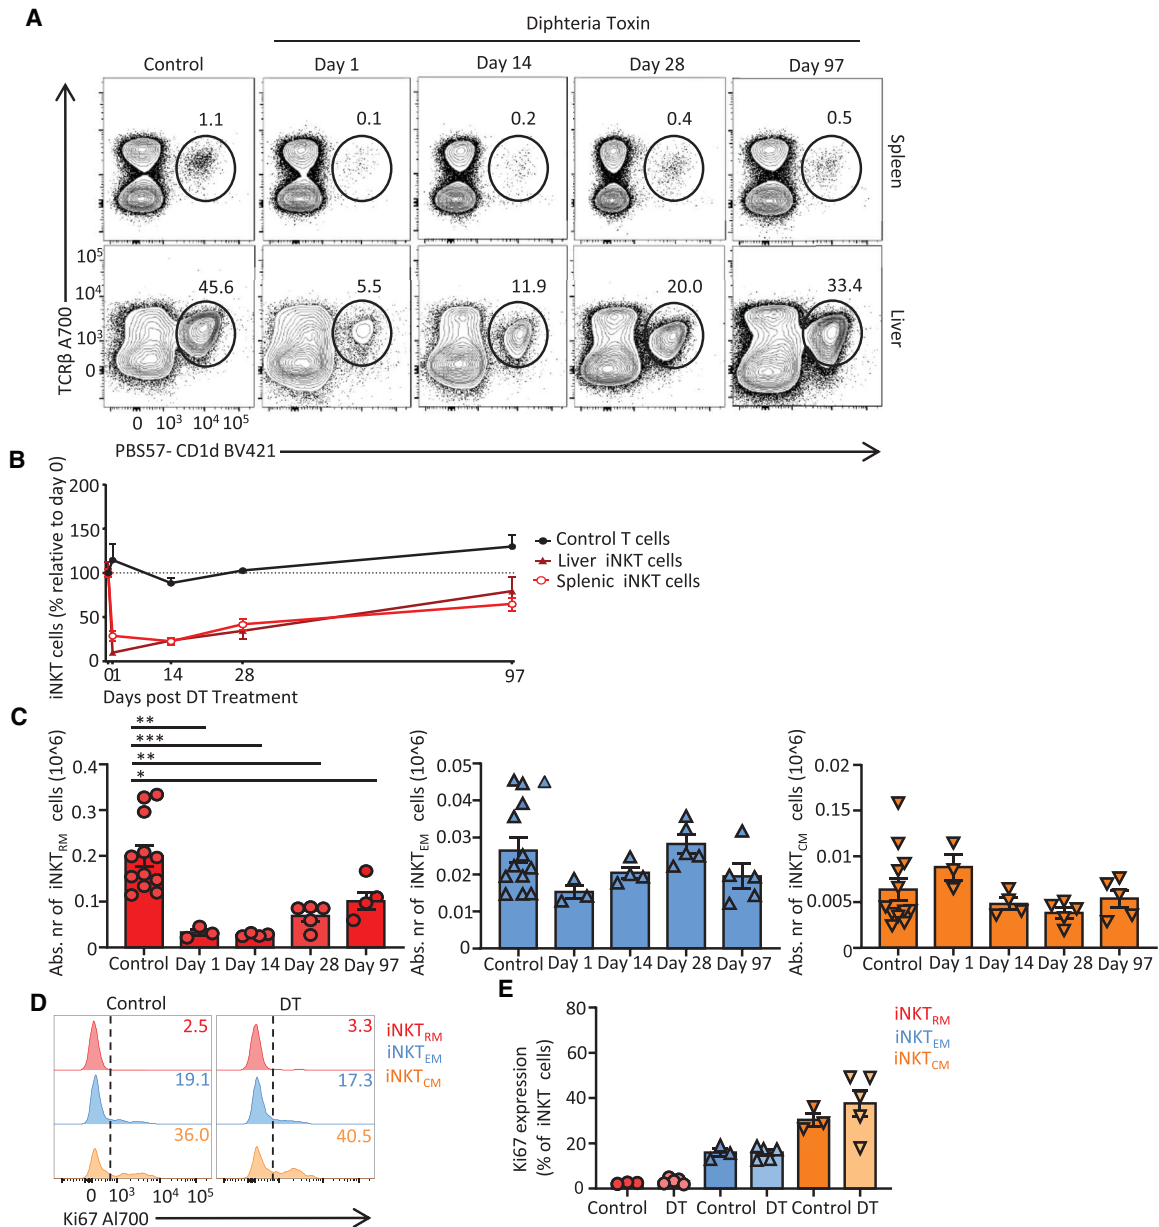 A
Diphteria Toxin
Control Day 1 Day 14 Day 28 Day 97
1.1 0.1 0.2 0.4 0.5
Spleen
45.6 5.5 11.9 20.0 33.4
Liver
10⁵
10⁴
10³
0
TCRβ A700
0 10³ 10⁴ 10⁵
PBS57- CD1d BV421
B
iNKT cells (% relative to day 0)
200
150
100
50
0
01 14 28 97
Days post DT Treatment
Control T cells
Liver iNKT cells
Splenic iNKT cells
C
**
***
**
*
Abs. nr of iNKT_RM cells (10^6)
0.4
0.3
0.2
0.1
0
Control Day 1 Day 14 Day 28 Day 97
Abs. nr of iNKT_EM cells (10^6)
0.05
0.04
0.03
0.02
0.01
0
Control Day 1 Day 14 Day 28 Day 97
Abs. nr of iNKT_CM cells (10^6)
0.02
0.15
0.01
0.005
0
Control Day 1 Day 14 Day 28 Day 97
D
Control DT
2.5 3.3
19.1 17.3
36.0 40.5
iNKT_RM
iNKT_EM
iNKT_CM
0 10³ 10⁴ 10⁵
Ki67 Al700
E
Ki67 expression
(% of iNKT cells)
80
60
40
20
0
Control DT Control DT Control DT
iNKT_RM
iNKT_EM
iNKT_CM